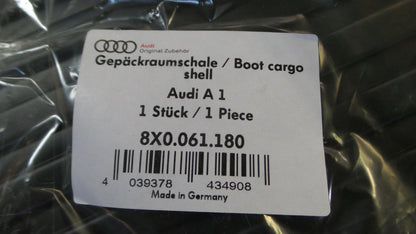 Audi
Original Zubehör
Gepäckraumschale / Boot cargo
shell
Audi A 1
1 Stück / 1 Piece
8X0.061.180
4 039378 434908
Made in Germany